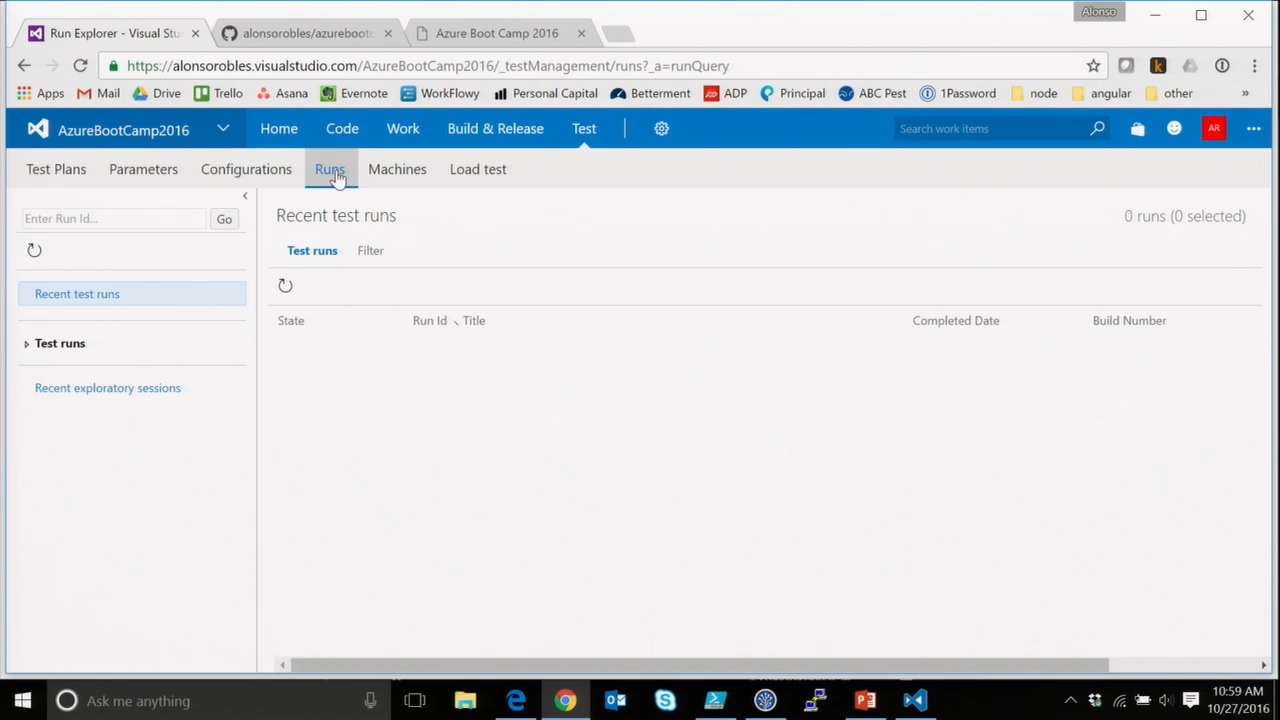 Alonso
Run Explorer - Visual Stu
alonsorobles/azurebootc
Azure Boot Camp 2016
https://alonsorobles.visualstudio.com/AzureBootCamp2016/_testManagement/runs?_a=runQuery
Apps Mail Drive Trello Asana Evernote WorkFlowy Personal Capital Betterment ADP Principal ABC Pest 1Password node angular other »
AzureBootCamp2016 Home Code Work Build & Release Test Search work items AR
Test Plans Parameters Configurations Runs Machines Load test
Enter Run Id... Go
Recent test runs
Test runs
Recent exploratory sessions
Recent test runs 0 runs (0 selected)
Test runs Filter
State Run Id Title Completed Date Build Number
Ask me anything
10:59 AM
10/27/2016